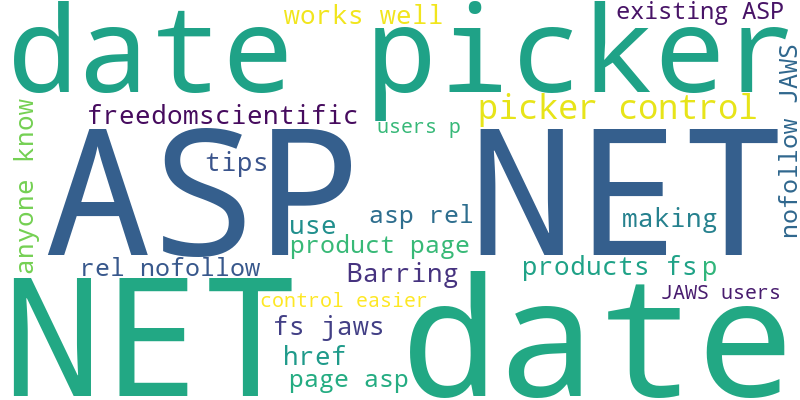 works well
existing ASP
date picker
freedomscientific
picker control
users p
nofollow JAWS
anyone know
ASP NET
tips
asp rel
making
use
product page
rel nofollow
Barring
products fsp
NET date
control easier
JAWS users
fs jaws
href
page asp